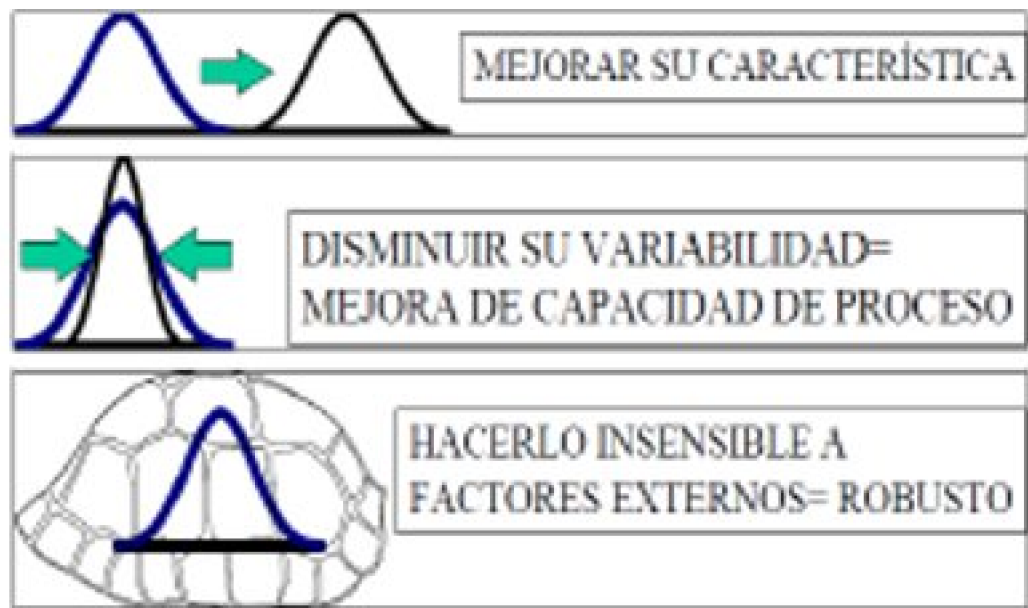 MEJORAR SU CARACTERÍSTICA
DISMINUIR SU VARIABILIDAD=
MEJORA DE CAPACIDAD DE PROCESO
HACERLO INSENSIBLE A
FACTORES EXTERNOS= ROBUSTO